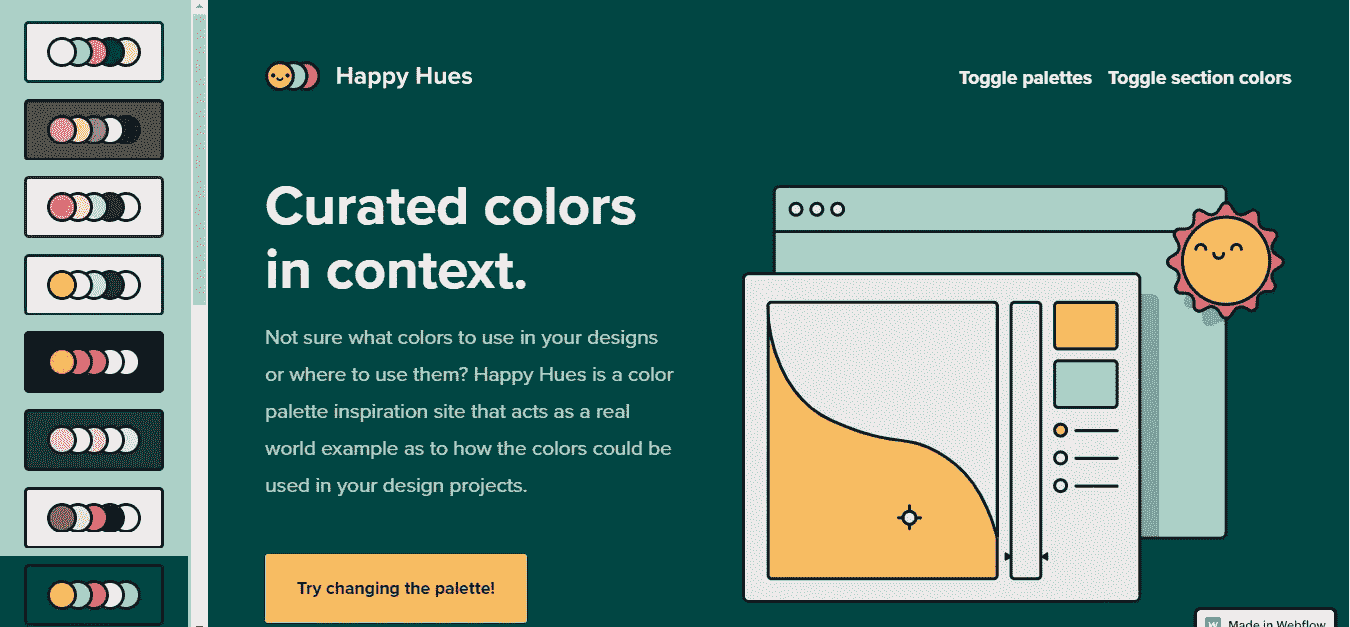 Happy Hues
Toggle palettes
Toggle section colors
Curated colors
in context.
Not sure what colors to use in your designs
or where to use them? Happy Hues is a color
palette inspiration site that acts as a real
world example as to how the colors could be
used in your design projects.
Try changing the palette!
W Made in Webflow